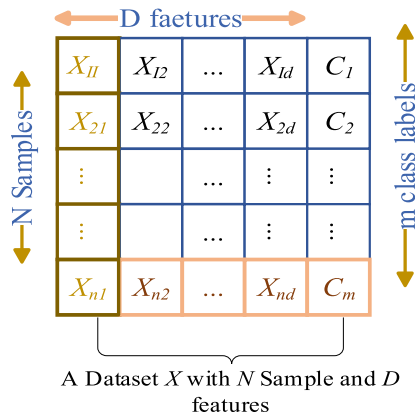 D faetures
N Samples
m class labels
X11 X12 ... X1d C1
X21 X22 ... X2d C2
⋮ ... ⋮ ⋮
⋮ ... ⋮ ⋮
Xn1 Xn2 ... Xnd Cm
A Dataset X with N Sample and D
features